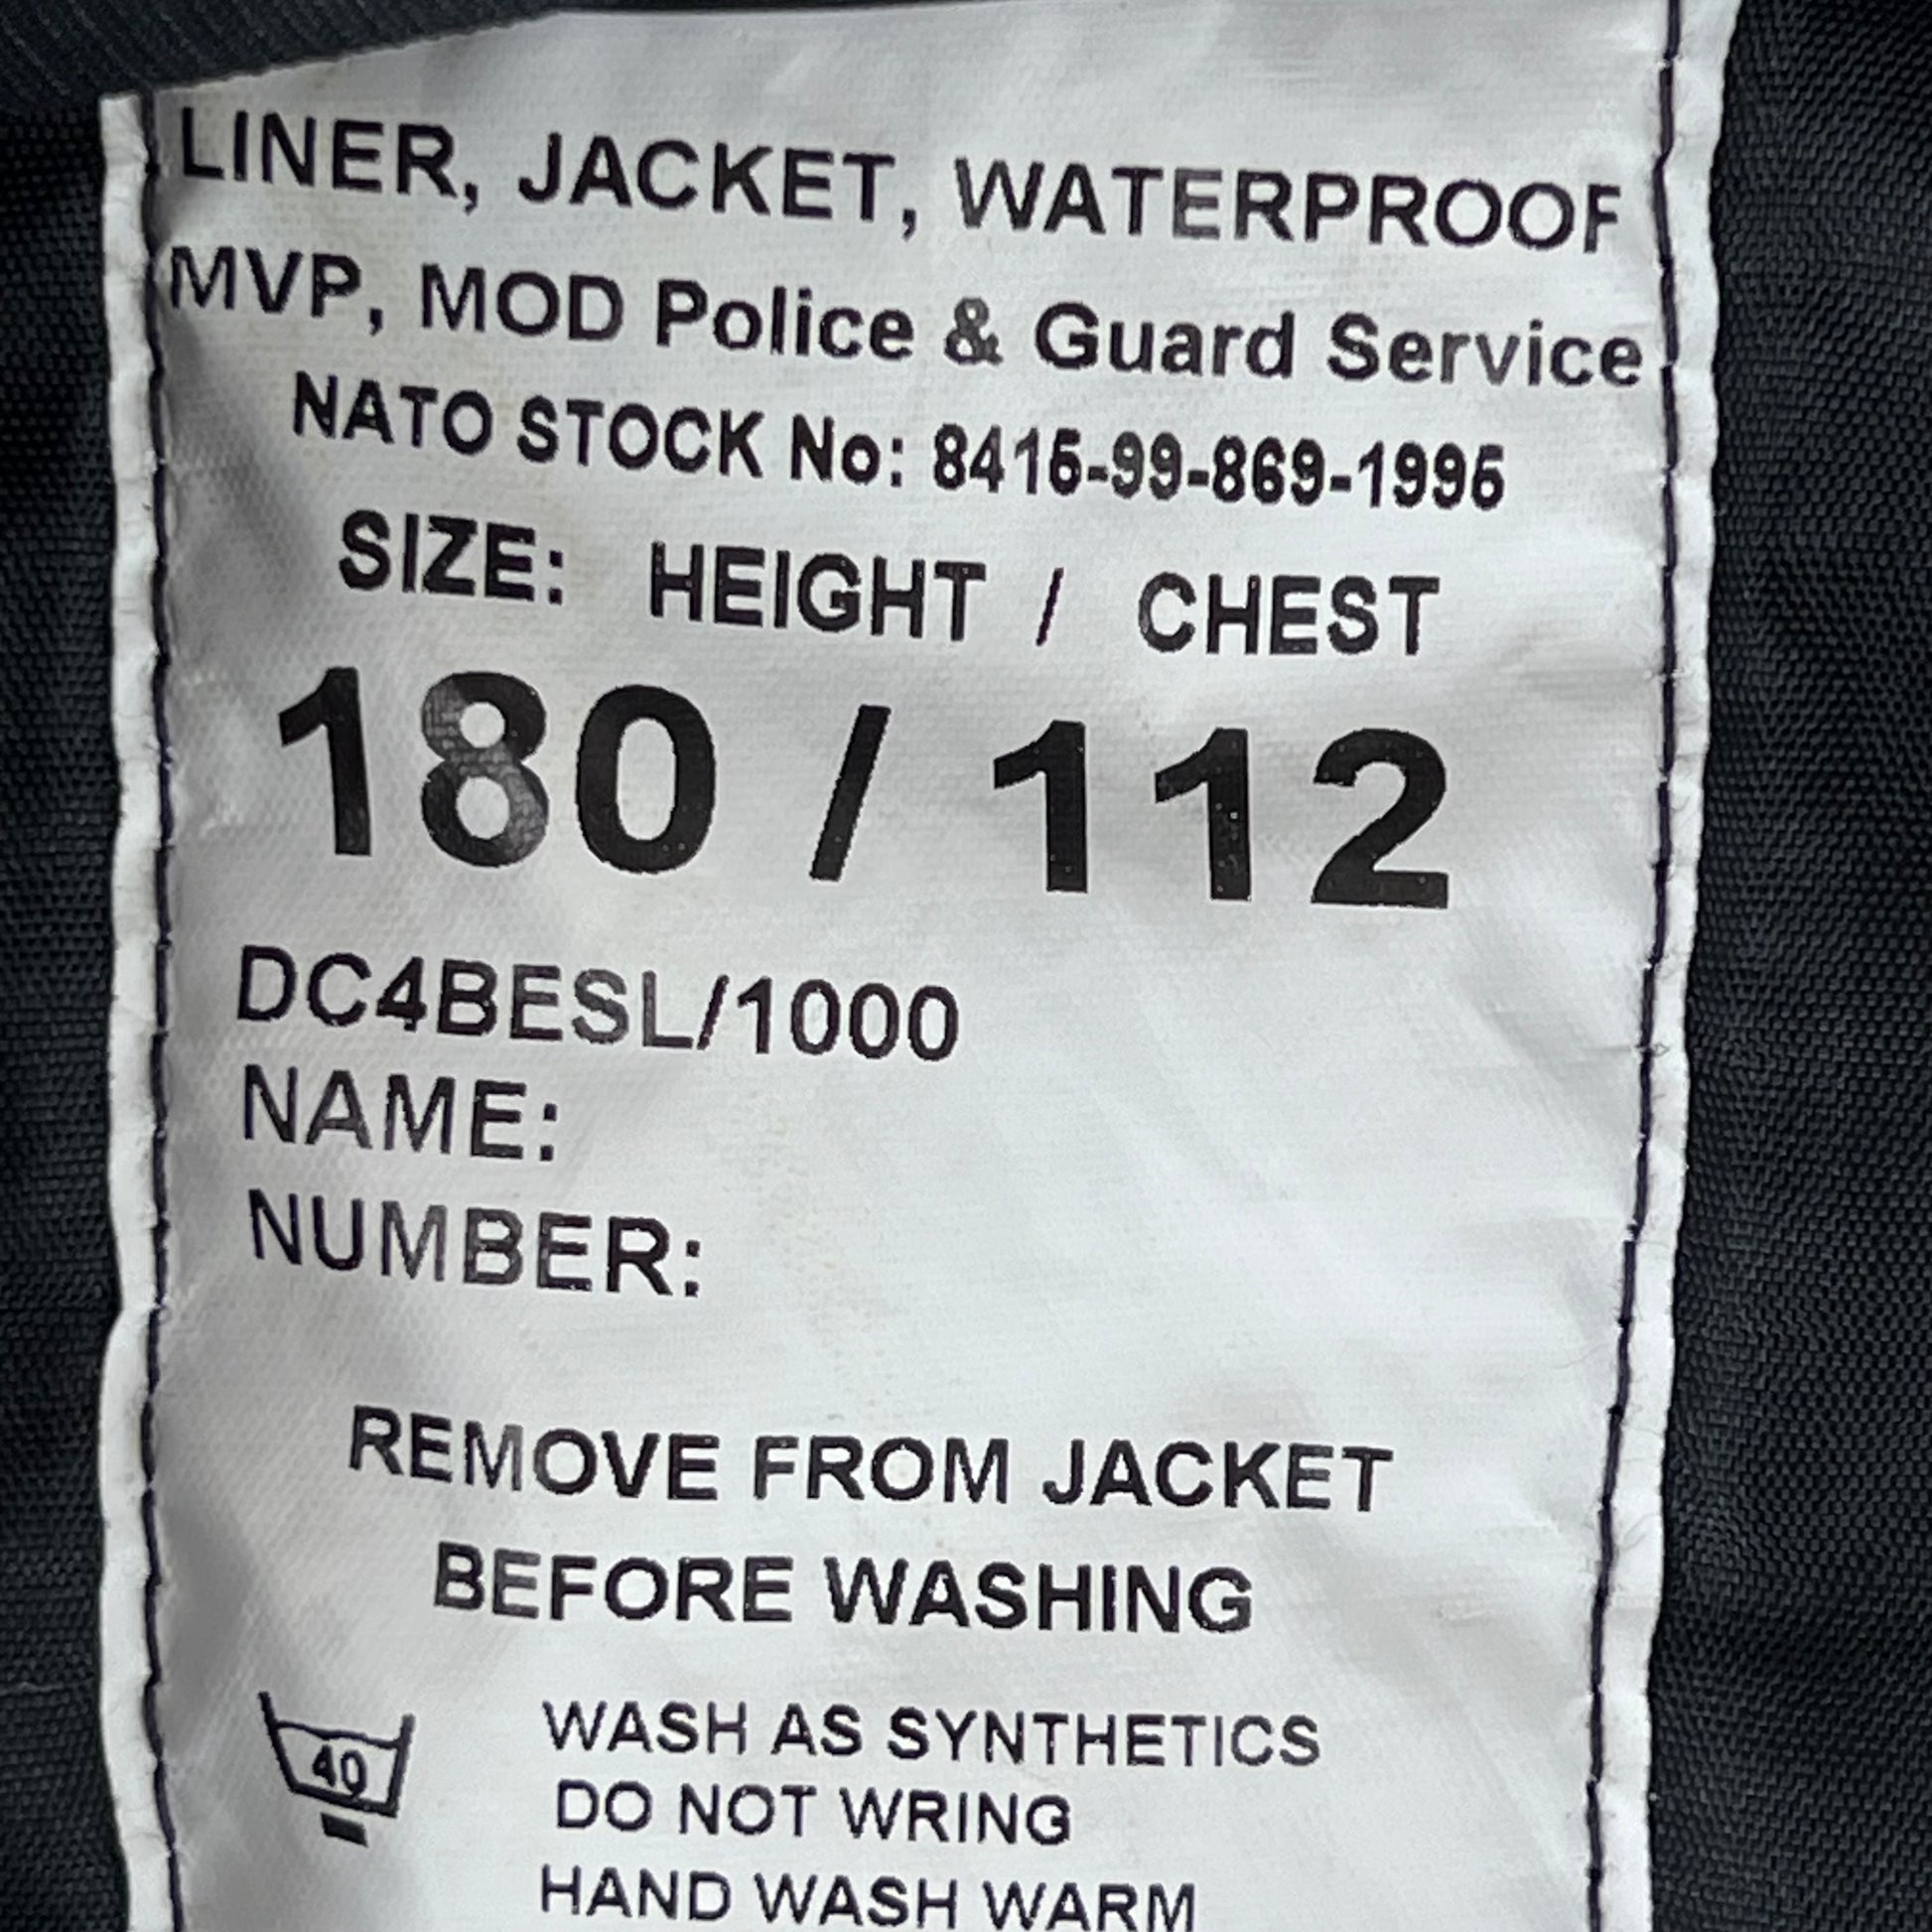 LINER, JACKET, WATERPROOF
MVP, MOD Police & Guard Service
NATO STOCK No: 8415-99-869-1995
SIZE: HEIGHT / CHEST
180 / 112
DC4BESL/1000
NAME:
NUMBER:
REMOVE FROM JACKET
BEFORE WASHING
40
WASH AS SYNTHETICS
DO NOT WRING
HAND WASH WARM